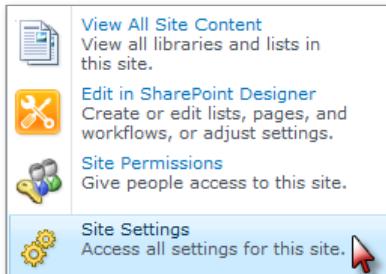 View All Site Content
View all libraries and lists in
this site.
Edit in SharePoint Designer
Create or edit lists, pages, and
workflows, or adjust settings.
Site Permissions
Give people access to this site.
Site Settings
Access all settings for this site.